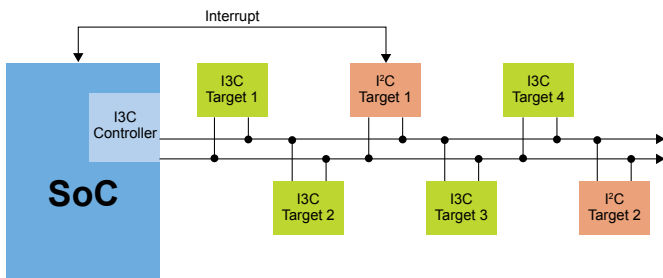 Interrupt
I3C
Target 1
I²C
Target 1
I3C
Target 4
I3C
Controller
SoC
I3C
Target 2
I3C
Target 3
I²C
Target 2